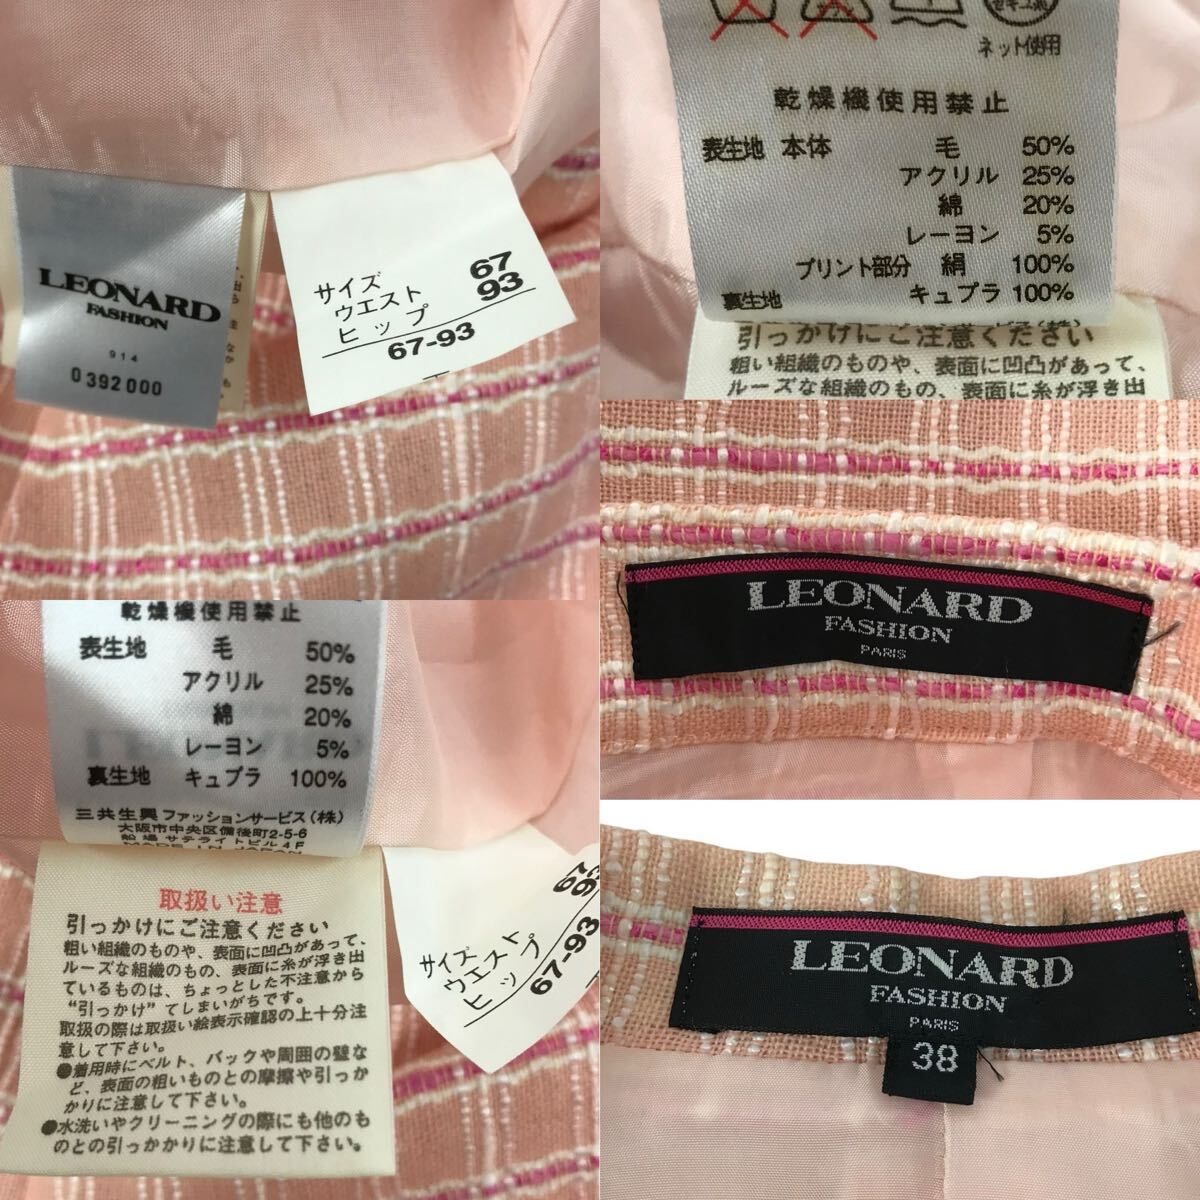 LEONARD
FASHION
914
0392000
サイズ
ウエスト 67
ヒップ 93
67-93
ネット使用
乾燥機使用禁止
表生地 本体 毛 50%
アクリル 25%
綿 20%
レーヨン 5%
プリント部分 絹 100%
裏生地 キュプラ 100%
引っかけにご注意ください
粗い組織のものや、表面に凹凸があって、
ルーズな組織のもの、表面に糸が浮き出
LEONARD
FASHION
PARIS
乾燥機使用禁止
表生地 毛 50%
アクリル 25%
綿 20%
レーヨン 5%
裏生地 キュプラ 100%
三共生興ファッションサービス(株)
大阪市中央区備後町2-5-6
船場サテライトビル4F
MADE IN JAPAN
取扱い注意
引っかけにご注意ください
粗い組織のものや、表面に凹凸があって、
ルーズな組織のもの、表面に糸が浮き出
ているものは、ちょっとした不注意から
“引っかけ”てしまいがちです。
取扱の際は取扱い絵表示確認の上十分注
意して下さい。
●着用時にベルト、バックや周囲の壁な
ど、表面の粗いものとの摩擦や引っか
かりに注意して下さい。
●水洗いやクリーニングの際にも他のも
のとの引っかかりに注意して下さい。
サイズ
ウエスト 67
ヒップ 93
67-93
LEONARD
FASHION
PARIS
38